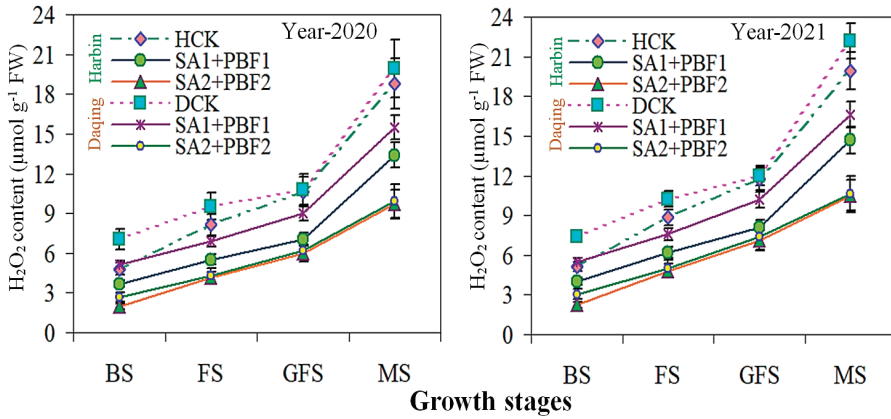 H₂O₂ content (µmol g⁻¹ FW)
24
21
18
15
12
9
6
3
0
Year-2020
Harbin
HCK
SA1+PBF1
SA2+PBF2
Daqing
DCK
SA1+PBF1
SA2+PBF2
BS FS GFS MS
H₂O₂ content (µmol g⁻¹ FW)
24
21
18
15
12
9
6
3
0
Year-2021
Harbin
HCK
SA1+PBF1
SA2+PBF2
Daqing
DCK
SA1+PBF1
SA2+PBF2
BS FS GFS MS
Growth stages